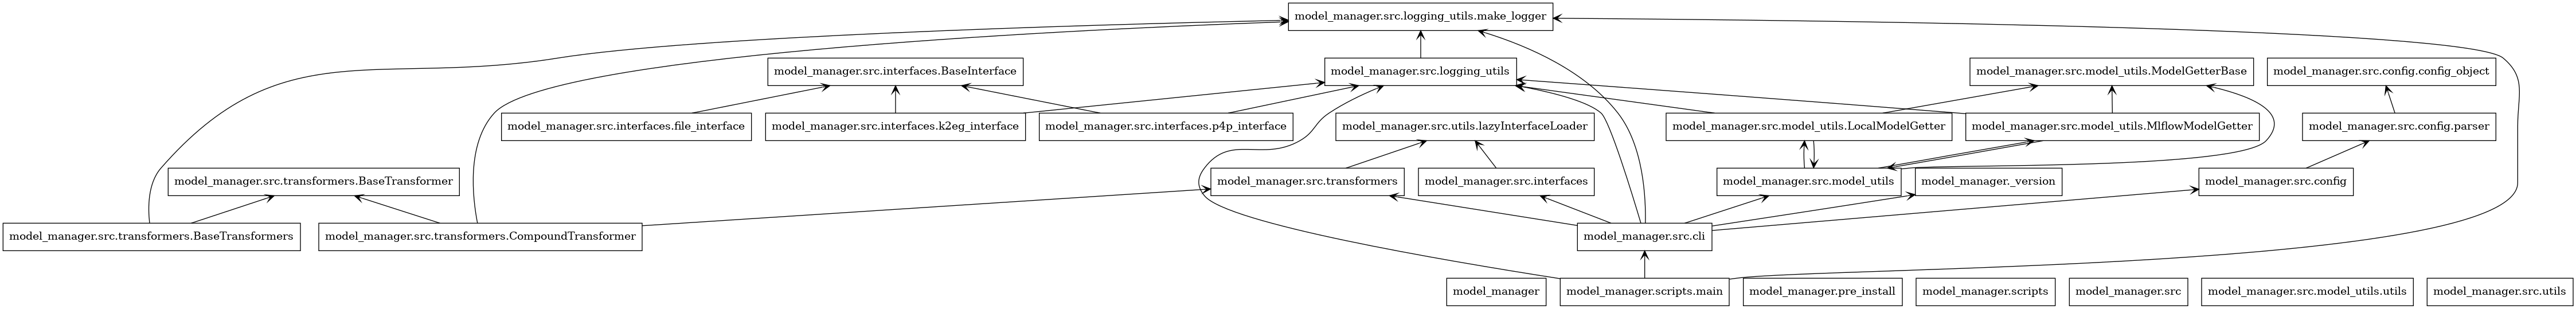 model_manager.src.logging_utils.make_logger
model_manager.src.interfaces.BaseInterface
model_manager.src.logging_utils
model_manager.src.model_utils.ModelGetterBase
model_manager.src.config.config_object
model_manager.src.interfaces.file_interface
model_manager.src.interfaces.k2eg_interface
model_manager.src.interfaces.p4p_interface
model_manager.src.utils.lazyInterfaceLoader
model_manager.src.model_utils.LocalModelGetter
model_manager.src.model_utils.MlflowModelGetter
model_manager.src.config.parser
model_manager.src.transformers.BaseTransformer
model_manager.src.transformers
model_manager.src.interfaces
model_manager.src.model_utils
model_manager._version
model_manager.src.config
model_manager.src.transformers.BaseTransformers
model_manager.src.transformers.CompoundTransformer
model_manager.src.cli
model_manager
model_manager.scripts.main
model_manager.pre_install
model_manager.scripts
model_manager.src
model_manager.src.model_utils.utils
model_manager.src.utils